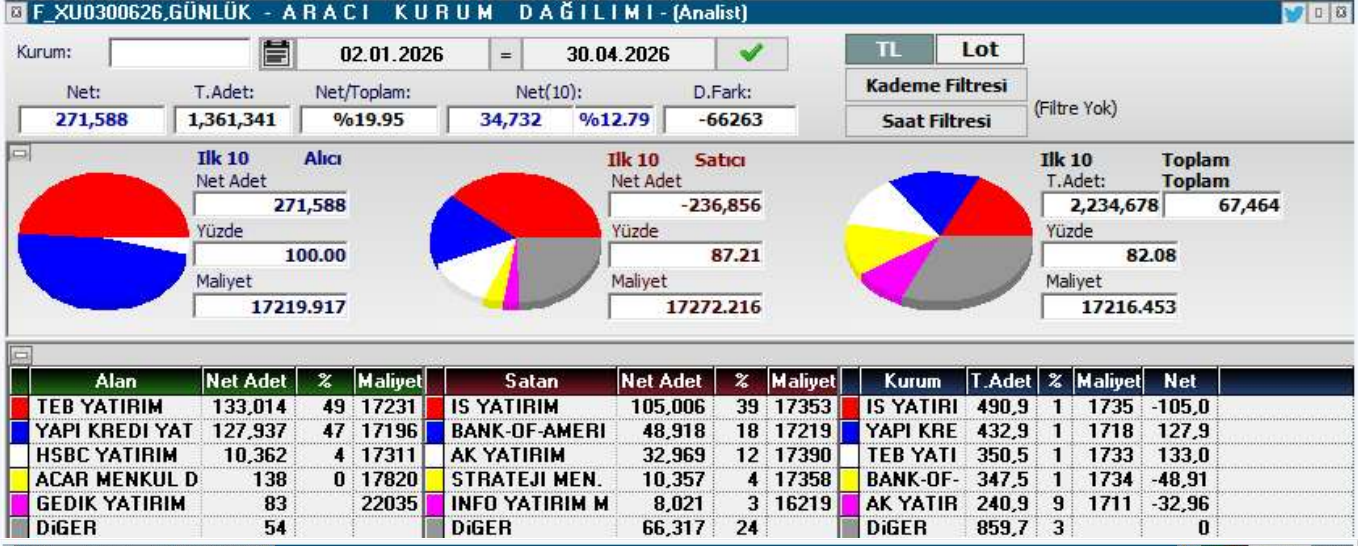 F_XU0300626,GÜNLÜK - A R A C I   K U R U M   D A Ğ I L I M I - (Analist)
Kurum: 02.01.2026 = 30.04.2026 TL Lot
Net: T.Adet: Net/Toplam: Net(10): D.Fark: Kademe Filtresi
271,588 1,361,341 %19.95 34,732 %12.79 -66263 Saat Filtresi (Filtre Yok)
Ilk 10 Alıcı Ilk 10 Satıcı Ilk 10 Toplam
Net Adet Net Adet T.Adet: Toplam
271,588 -236,856 2,234,678 67,464
Yüzde Yüzde Yüzde
100.00 87.21 82.08
Maliyet Maliyet Maliyet
17219.917 17272.216 17216.453
Alan Net Adet % Maliyet Satan Net Adet % Maliyet Kurum T.Adet % Maliyet Net
TEB YATIRIM 133,014 49 17231 IS YATIRIM 105,006 39 17353 IS YATIRI 490,9 1 1735 -105,0
YAPI KREDI YAT 127,937 47 17196 BANK-OF-AMERI 48,918 18 17219 YAPI KRE 432,9 1 1718 127,9
HSBC YATIRIM 10,362 4 17311 AK YATIRIM 32,969 12 17390 TEB YATI 350,5 1 1733 133,0
ACAR MENKUL D 138 0 17820 STRATEJI MEN. 10,357 4 17358 BANK-OF- 347,5 1 1734 -48,91
GEDIK YATIRIM 83 22035 INFO YATIRIM M 8,021 3 16219 AK YATIR 240,9 9 1711 -32,96
DiGER 54 DiGER 66,317 24 DiGER 859,7 3 0